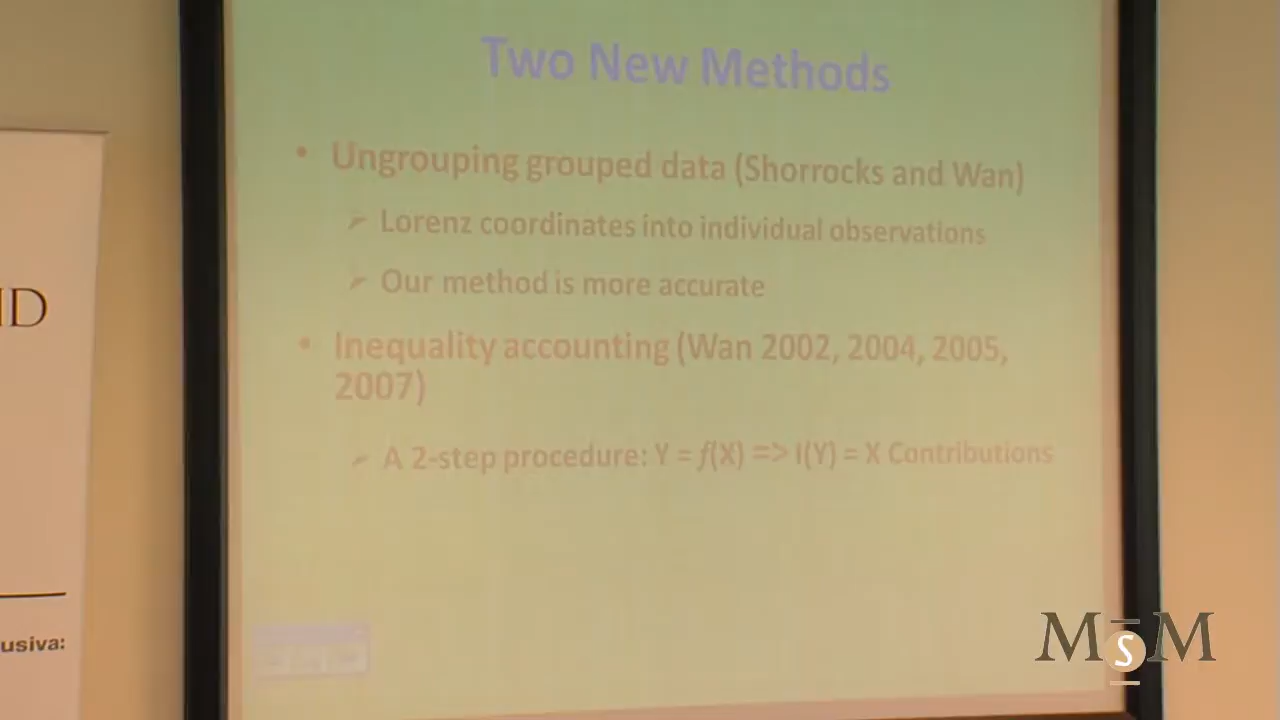 Two New Methods
• Ungrouping grouped data (Shorrocks and Wan)
➢ Lorenz coordinates into individual observations
➢ Our method is more accurate
• Inequality accounting (Wan 2002, 2004, 2005,
2007)
➢ A 2-step procedure: Y = f(X) => I(Y) = X Contributions
ID
usiva:
MSM